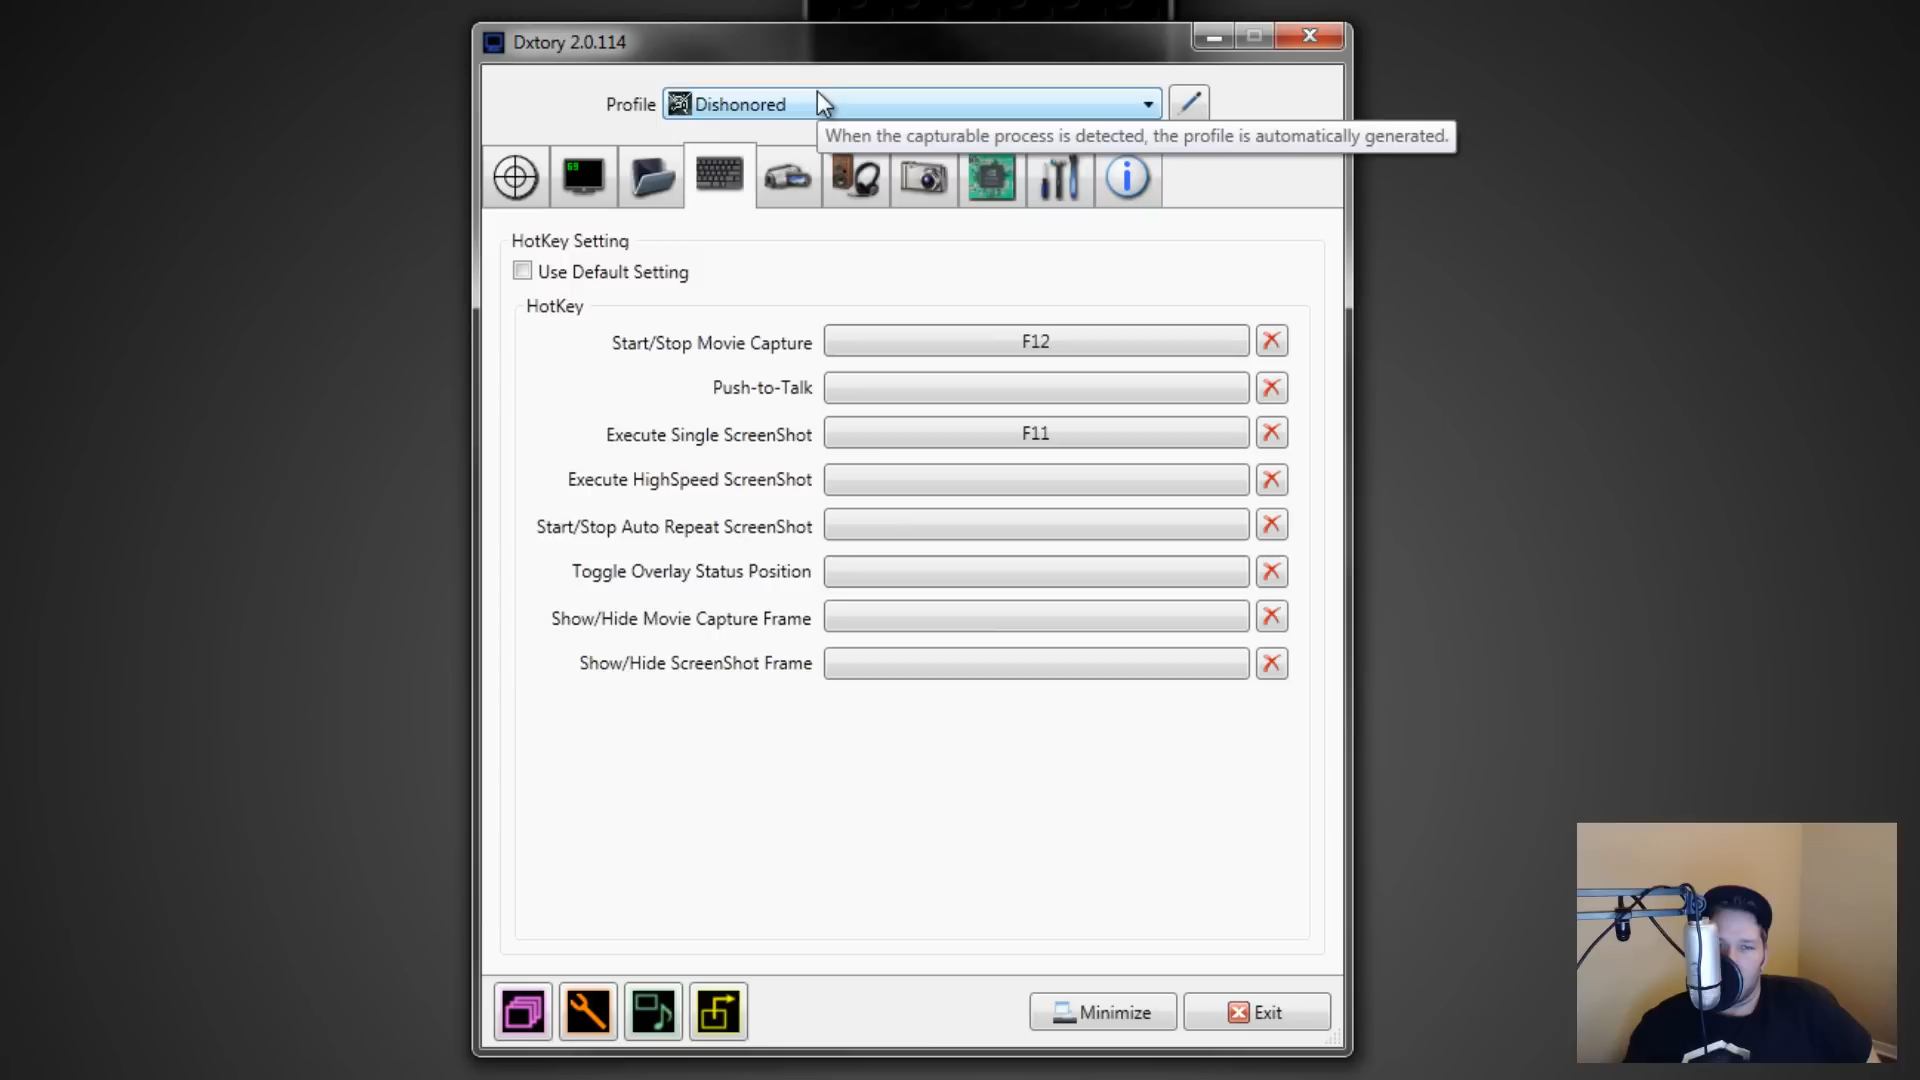 Dxtory 2.0.114
Profile
Dishonored
When the capturable process is detected, the profile is automatically generated.
69
HotKey Setting
Use Default Setting
HotKey
Start/Stop Movie Capture
F12
Push-to-Talk
Execute Single ScreenShot
F11
Execute HighSpeed ScreenShot
Start/Stop Auto Repeat ScreenShot
Toggle Overlay Status Position
Show/Hide Movie Capture Frame
Show/Hide ScreenShot Frame
Minimize
Exit